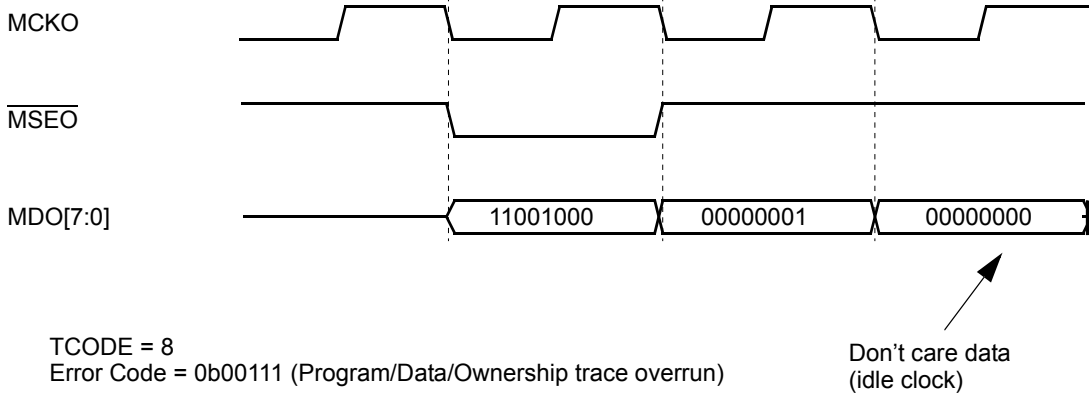 MCKO
MSEO
MDO[7:0]
11001000 00000001 00000000
TCODE = 8
Error Code = 0b00111 (Program/Data/Ownership trace overrun)
Don’t care data
(idle clock)